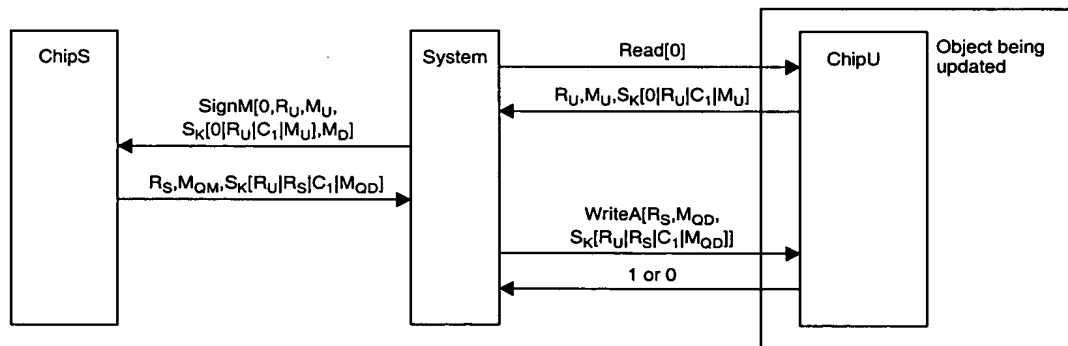 ChipS
System
ChipU
Object being
updated
Read[0]
R_U,M_U,S_K[0|R_U|C_1|M_U]
SignM[0,R_U,M_U,
S_K[0|R_U|C_1|M_U],M_D]
R_S,M_QM,S_K[R_U|R_S|C_1|M_QD]
WriteA[R_S,M_QD,
S_K[R_U|R_S|C_1|M_QD]]
1 or 0